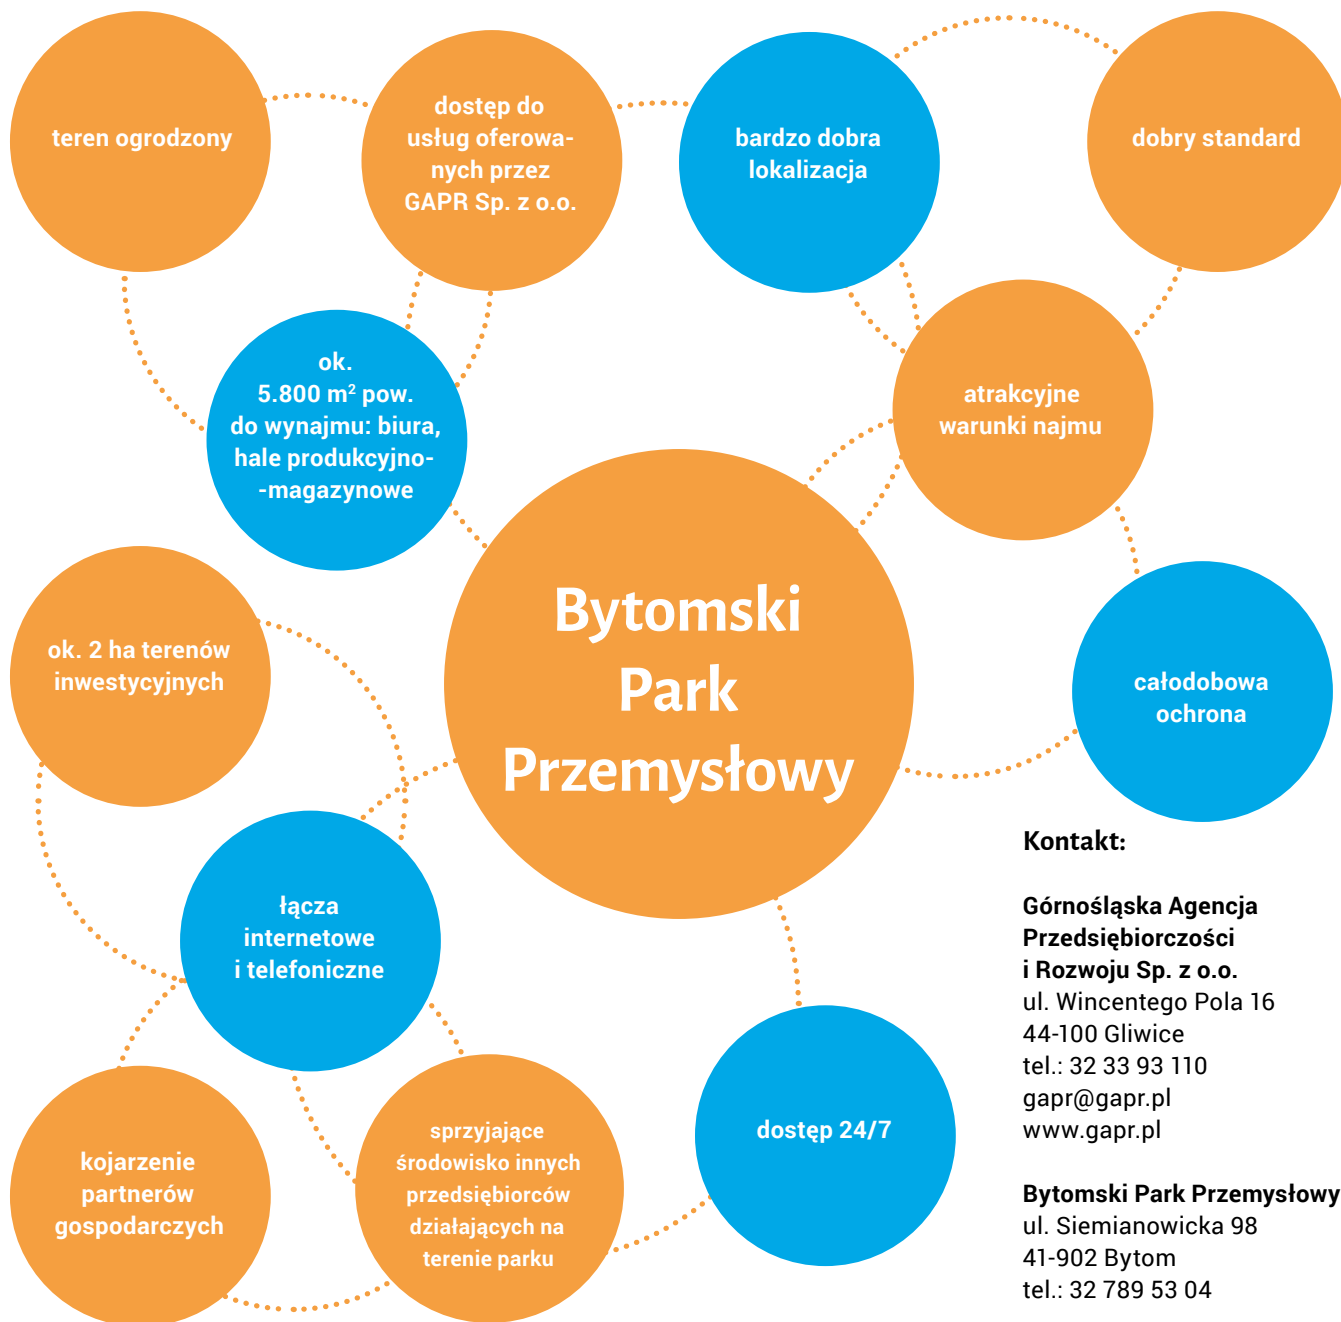 teren ogrodzony
dostęp do
usług oferowa-
nych przez
GAPR Sp. z o.o.
bardzo dobra
lokalizacja
dobry standard
ok.
5.800 m² pow.
do wynajmu: biura,
hale produkcyjno-
-magazynowe
atrakcyjne
warunki najmu
Bytomski
Park
Przemysłowy
ok. 2 ha terenów
inwestycyjnych
całodobowa
ochrona
łącza
internetowe
i telefoniczne
kojarzenie
partnerów
gospodarczych
sprzyjające
środowisko innych
przedsiębiorców
działających na
terenie parku
dostęp 24/7
Kontakt:
Górnośląska Agencja
Przedsiębiorczości
i Rozwoju Sp. z o.o.
ul. Wincentego Pola 16
44-100 Gliwice
tel.: 32 33 93 110
gapr@gapr.pl
www.gapr.pl
Bytomski Park Przemysłowy
ul. Siemianowicka 98
41-902 Bytom
tel.: 32 789 53 04